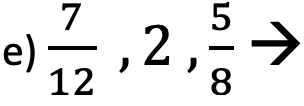 e) 7/12 , 2 , 5/8 →